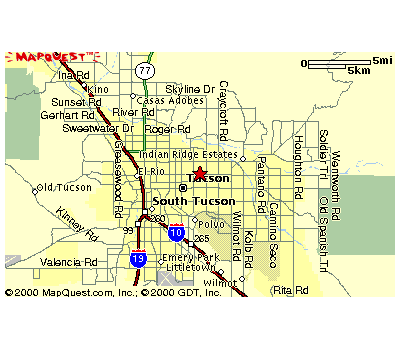 MAPQUEST™
0 5mi
5km
77
Ina Rd
Kino
Skyline Dr
Casas Adobes
Sunset Rd
River Rd
Gerhart Rd
Sweetwater Dr
Roger Rd
Craycroft Rd
Indian Ridge Estates
El Rio
Greasewood Rd
Pantano Rd
Houghton Rd
Soldier Trl
Wentworth Rd
Old Tucson
Tucson
South Tucson
Camino Seco
Old Spanish Trl
Kinney Rd
260
99
Polvo
10
265
Wilmot Rd
Kolb Rd
Valencia Rd
19
Emery Park
Littletown
Wilmot
Rita Rd
© 2000 MapQuest.com, Inc.; © 2000 GDT, Inc.